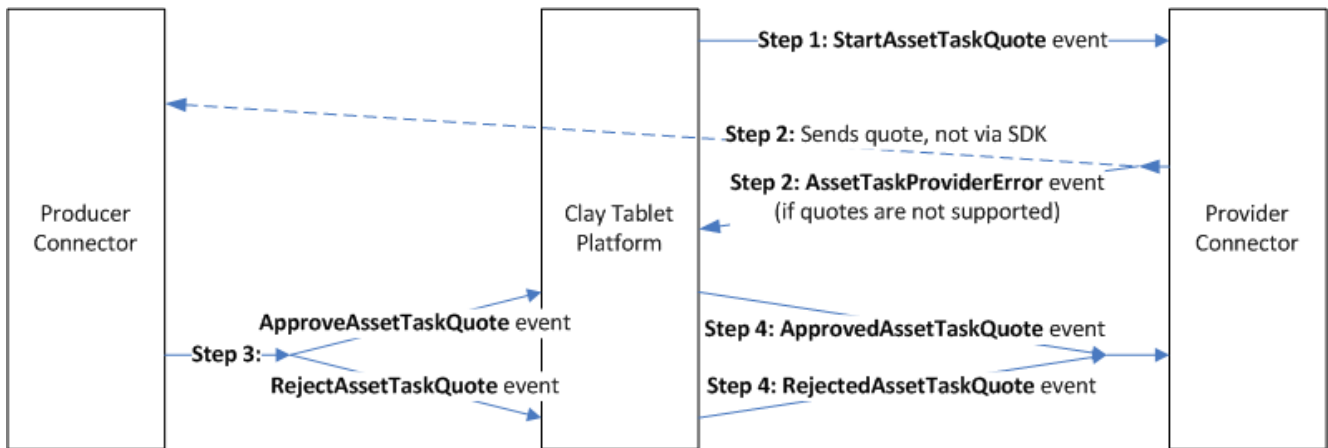 Step 1: StartAssetTaskQuote event
Step 2: Sends quote, not via SDK
Step 2: AssetTaskProviderError event
(if quotes are not supported)
Producer
Connector
Clay Tablet
Platform
Provider
Connector
ApproveAssetTaskQuote event
Step 3:
RejectAssetTaskQuote event
Step 4: ApprovedAssetTaskQuote event
Step 4: RejectedAssetTaskQuote event